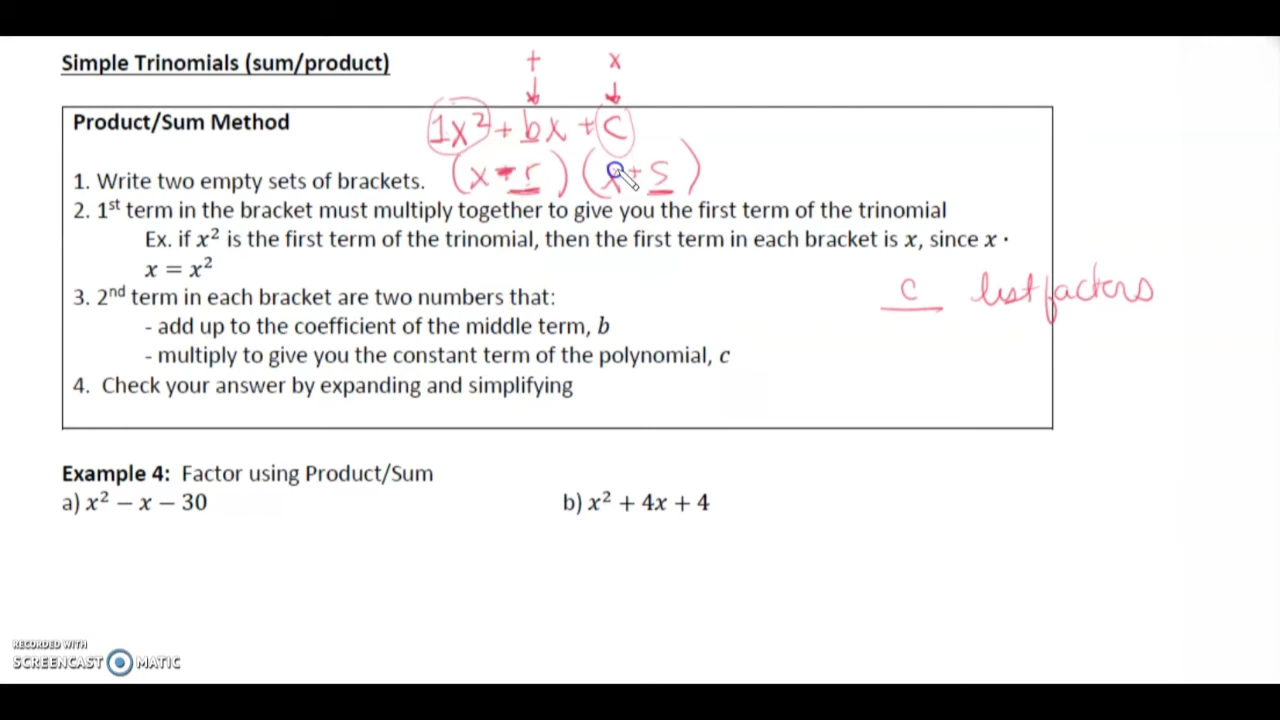 Simple Trinomials (sum/product)
+ x
Product/Sum Method
1x² + bx + c
1. Write two empty sets of brackets.
(x + r) (x + s)
2. 1st term in the bracket must multiply together to give you the first term of the trinomial
Ex. if x² is the first term of the trinomial, then the first term in each bracket is x, since x ·
x = x²
c list factors
3. 2nd term in each bracket are two numbers that:
- add up to the coefficient of the middle term, b
- multiply to give you the constant term of the polynomial, c
4. Check your answer by expanding and simplifying
Example 4: Factor using Product/Sum
a) x² − x − 30
b) x² + 4x + 4
RECORDED WITH
SCREENCAST MATIC